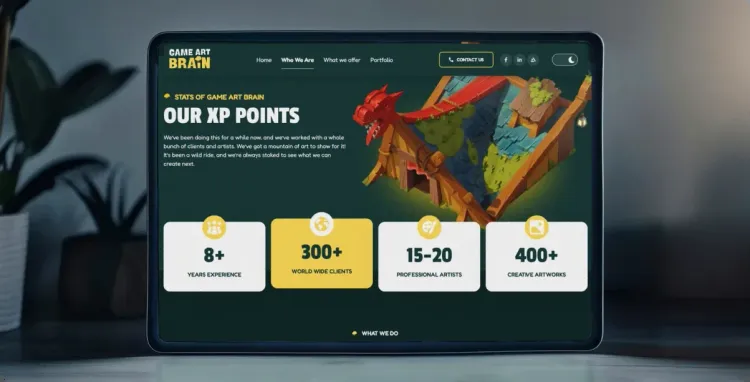 GAME ART
BRAIN
Home Who We Are What we offer Portfolio
CONTACT US
f in
STATS OF GAME ART BRAIN
OUR XP POINTS
We've been doing this for a while now, and we've worked with a whole
bunch of clients and artists. We've got a mountain of art to show for it!
It's been a wild ride, and we're always stoked to see what we can
create next.
8+
YEARS EXPERIENCE
300+
WORLD WIDE CLIENTS
15-20
PROFESSIONAL ARTISTS
400+
CREATIVE ARTWORKS
WHAT WE DO